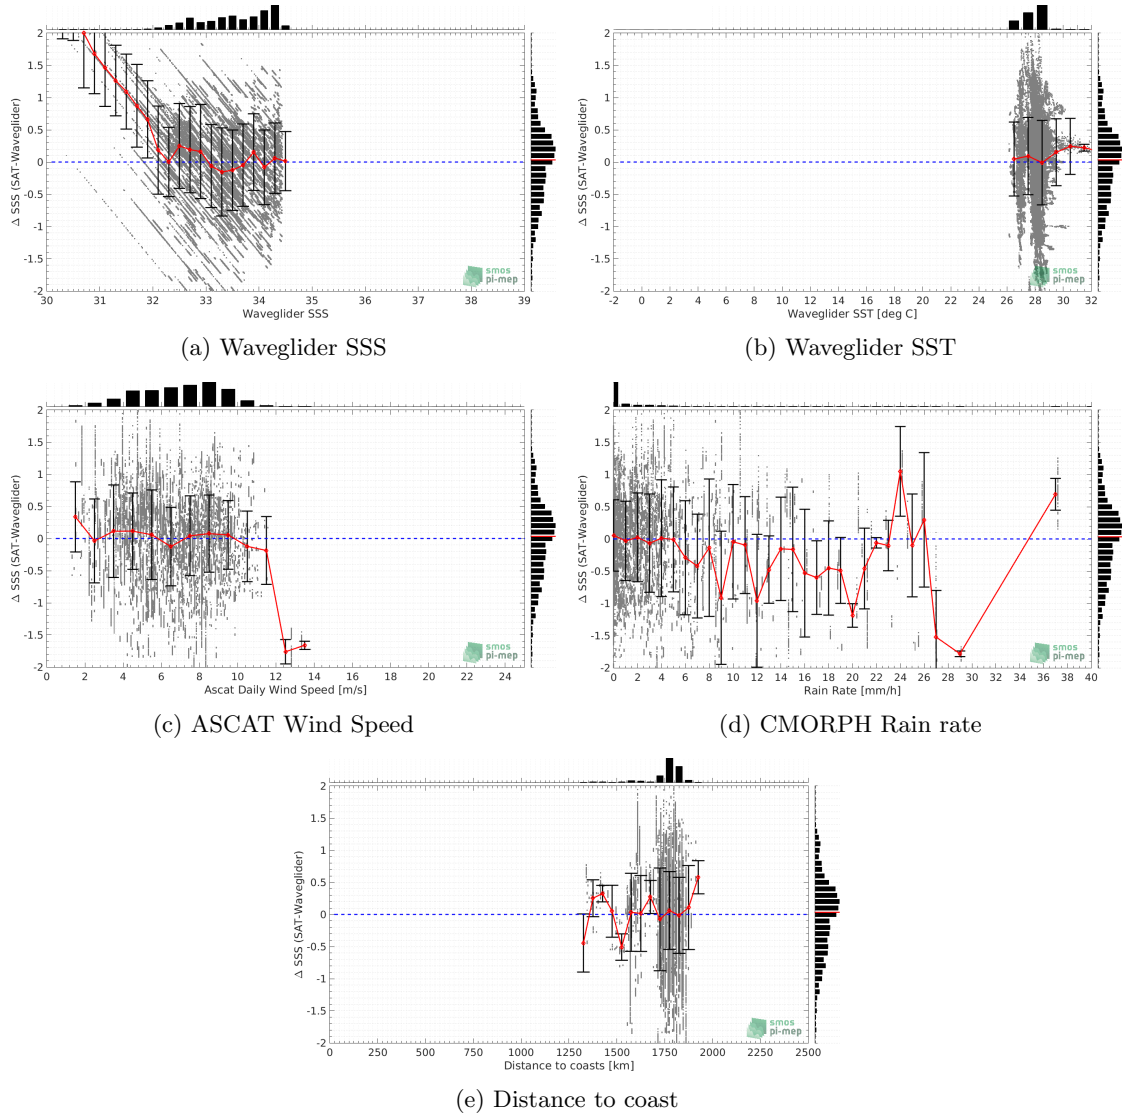 2
1.5
1
0.5
0
-0.5
-1
-1.5
-2
Δ SSS (SAT-Waveglider)
30 31 32 33 34 35 36 37 38 39
Waveglider SSS
smos
pi-mep
(a) Waveglider SSS
2
1.5
1
0.5
0
-0.5
-1
-1.5
-2
Δ SSS (SAT-Waveglider)
-2 0 2 4 6 8 10 12 14 16 18 20 22 24 26 28 30 32
Waveglider SST [deg C]
smos
pi-mep
(b) Waveglider SST
2
1.5
1
0.5
0
-0.5
-1
-1.5
-2
Δ SSS (SAT-Waveglider)
0 2 4 6 8 10 12 14 16 18 20 22 24
Ascat Daily Wind Speed [m/s]
smos
pi-mep
(c) ASCAT Wind Speed
2
1.5
1
0.5
0
-0.5
-1
-1.5
-2
Δ SSS (SAT-Waveglider)
0 2 4 6 8 10 12 14 16 18 20 22 24 26 28 30 32 34 36 38 40
Rain Rate [mm/h]
smos
pi-mep
(d) CMORPH Rain rate
2
1.5
1
0.5
0
-0.5
-1
-1.5
-2
Δ SSS (SAT-Waveglider)
0 250 500 750 1000 1250 1500 1750 2000 2250 2500
Distance to coasts [km]
smos
pi-mep
(e) Distance to coast